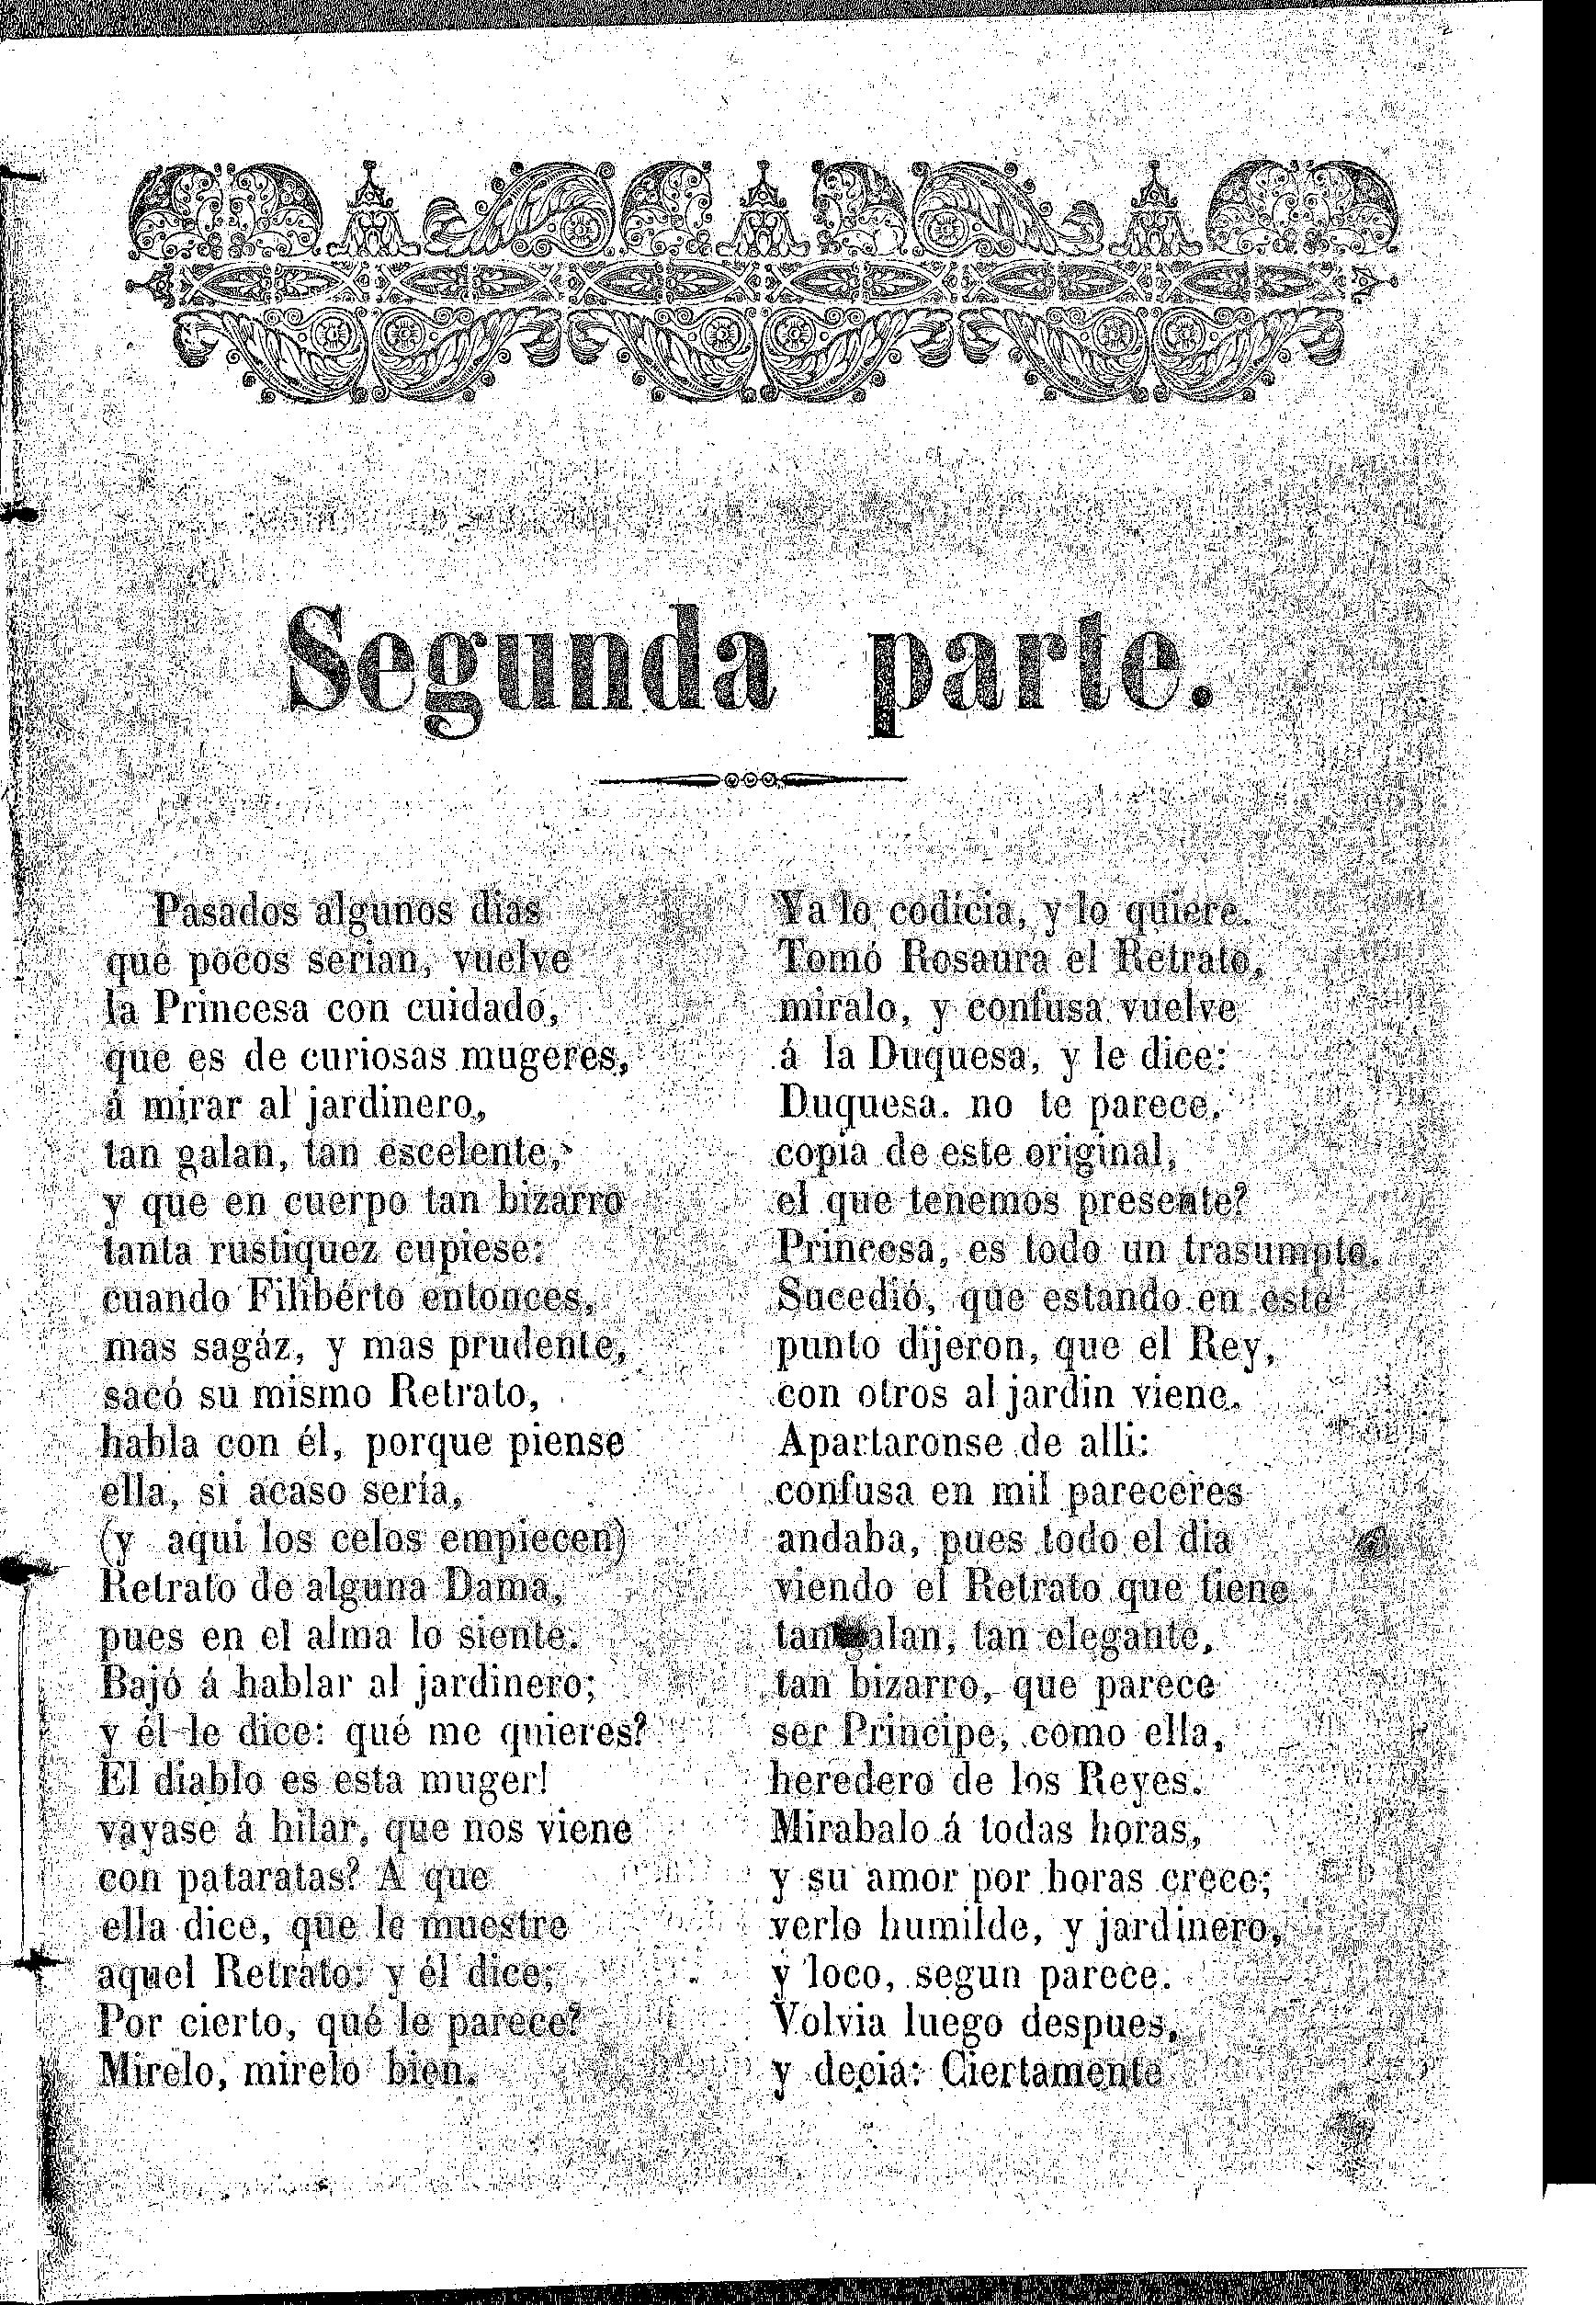 Segunda parte.
Pasados algunos dias
que pocos serian, vuelve
la Princesa con cuidado,
que es de curiosas mugeres,
á mirar al jardinero,
tan galan, tan escelente,
y que en cuerpo tan bizarro
tanta rustiquez cupiese:
cuando Filibérto entonces,
mas sagáz, y mas prudente,
sacó su mismo Retrato,
habla con él, porque piense
ella, si acaso sería,
(y aqui los celos empiecen)
Retrato de alguna Dama,
pues en el alma lo siente.
Bajó á hablar al jardinero;
y él le dice: qué me quieres?
El diablo es esta muger!
vayase á hilar, que nos viene
con pataratas? A que
ella dice, que le muestre
aquel Retrato: y él dice;
Por cierto, qué le parece?
Mirelo, mirelo bien.
Ya lo codicia, y lo quiere.
Tomó Rosaura el Retrato,
miralo, y confusa vuelve
á la Duquesa, y le dice:
Duquesa. no te parece,
copia de este original,
el que tenemos presente?
Princesa, es todo un trasumpto.
Sucedió, que estando en este
punto dijeron, que el Rey,
con otros al jardin viene.
Apartaronse de alli:
confusa en mil pareceres
andaba, pues todo el dia
viendo el Retrato que tiene
tan galan, tan elegante,
tan bizarro, que parece
ser Principe, como ella,
heredero de los Reyes.
Mirabalo á todas horas,
y su amor por horas crece;
verlo humilde, y jardinero,
y loco, segun parece.
Volvia luego despues,
y decia: Ciertamente